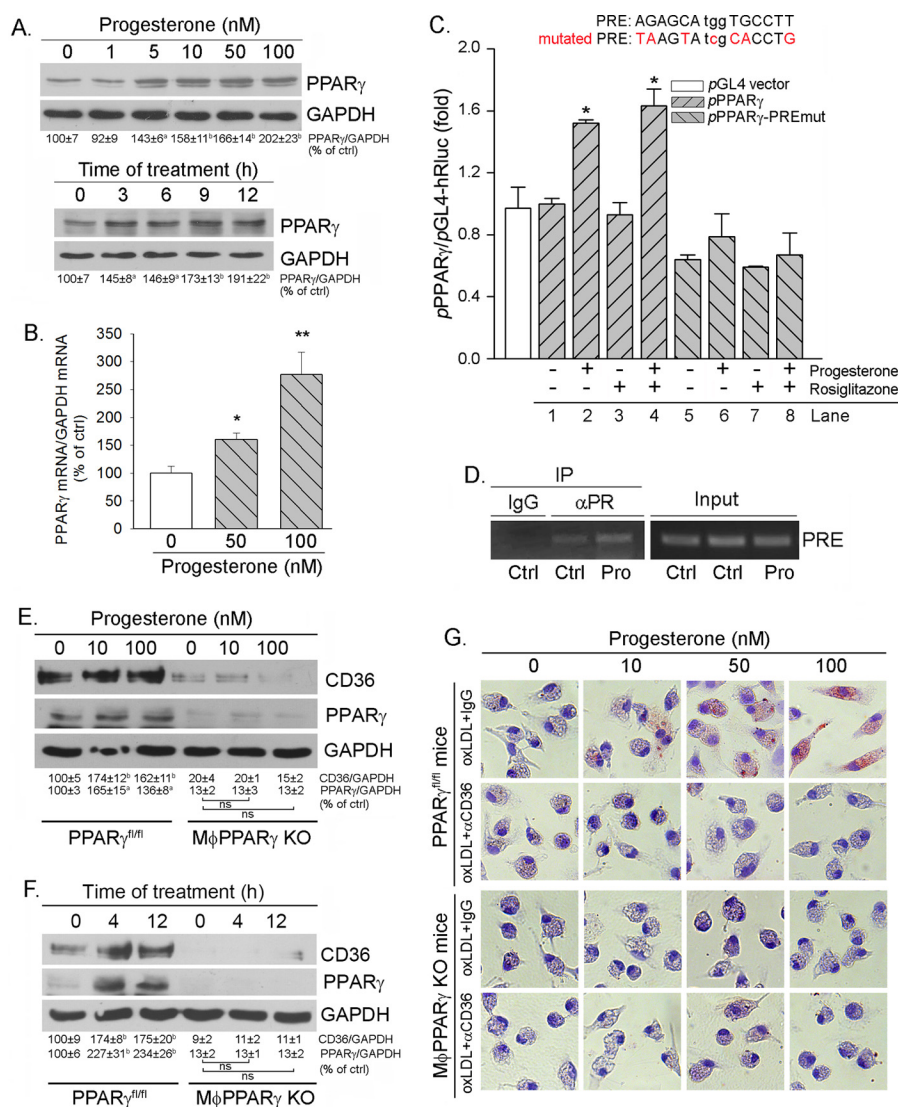 A.
Progesterone (nM)
0 1 5 10 50 100
PPARγ
GAPDH
100±7 92±9 143±6ᵃ 158±11ᵇ 166±14ᵇ 202±23ᵇ PPARγ/GAPDH
(% of ctrl)
Time of treatment (h)
0 3 6 9 12
PPARγ
GAPDH
100±7 145±8ᵃ 146±9ᵃ 173±13ᵇ 191±22ᵇ PPARγ/GAPDH
(% of ctrl)
B.
PPARγ mRNA/GAPDH mRNA
(% of ctrl)
350
300
250
200
150
100
50
0
*
**
0 50 100
Progesterone (nM)
C.
PRE: AGAGCA tgg TGCCTT
mutated PRE: TAAGTA tcg CACCTG
pGL4 vector
pPPARγ
pPPARγ-PREmut
pPPARγ/pGL4-hRluc (fold)
2.0
1.6
1.2
0.8
0.4
0.0
* *
- + - + - + - + Progesterone
- - + + - - + + Rosiglitazone
1 2 3 4 5 6 7 8 Lane
D.
IP
IgG αPR Input
PRE
Ctrl Ctrl Pro Ctrl Ctrl Pro
E.
Progesterone (nM)
0 10 100 0 10 100
CD36
PPARγ
GAPDH
100±5 174±12ᵇ 162±11ᵇ 20±4 20±1 15±2 CD36/GAPDH
100±3 165±15ᵃ 136±8ᵃ 13±2 13±3 13±2 PPARγ/GAPDH
(% of ctrl)
ns
ns
PPARγfl/fl MϕPPARγ KO
F.
Time of treatment (h)
0 4 12 0 4 12
CD36
PPARγ
GAPDH
100±9 174±8ᵇ 175±20ᵇ 9±2 11±2 11±1 CD36/GAPDH
100±6 227±31ᵇ 234±26ᵇ 13±2 13±1 13±2 PPARγ/GAPDH
(% of ctrl)
ns
ns
PPARγfl/fl MϕPPARγ KO
G.
Progesterone (nM)
0 10 50 100
PPARγfl/fl mice
oxLDL+IgG
oxLDL+αCD36
MϕPPARγ KO mice
oxLDL+IgG
oxLD+αCD36